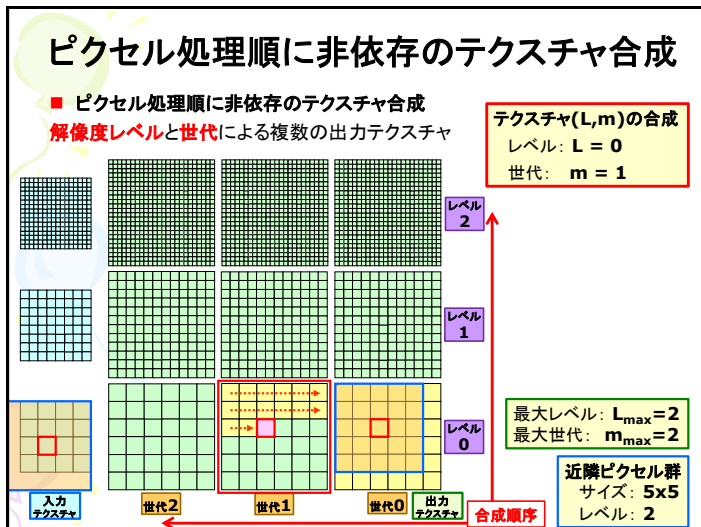 ピクセル処理順に非依存のテクスチャ合成
■ ピクセル処理順に非依存のテクスチャ合成
解像度レベルと世代による複数の出力テクスチャ
テクスチャ(L,m)の合成
レベル: L = 0
世代: m = 1
レベル
2
レベル
1
レベル
0
最大レベル: Lmax=2
最大世代: mmax=2
近隣ピクセル群
サイズ: 5x5
レベル: 2
入力
テクスチャ
世代2
世代1
世代0
出力
テクスチャ
合成順序